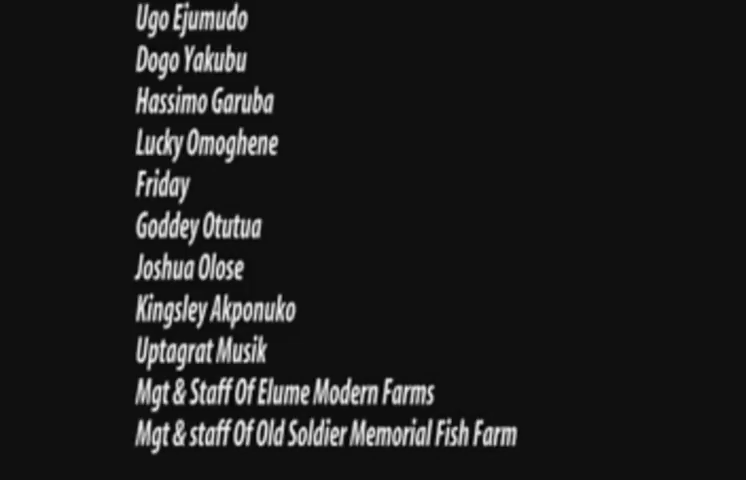 Ugo Ejumudo
Dogo Yakubu
Hassimo Garuba
Lucky Omoghene
Friday
Goddey Otutua
Joshua Olose
Kingsley Akponuko
Uptagrat Musik
Mgt & Staff Of Elume Modern Farms
Mgt & staff Of Old Soldier Memorial Fish Farm